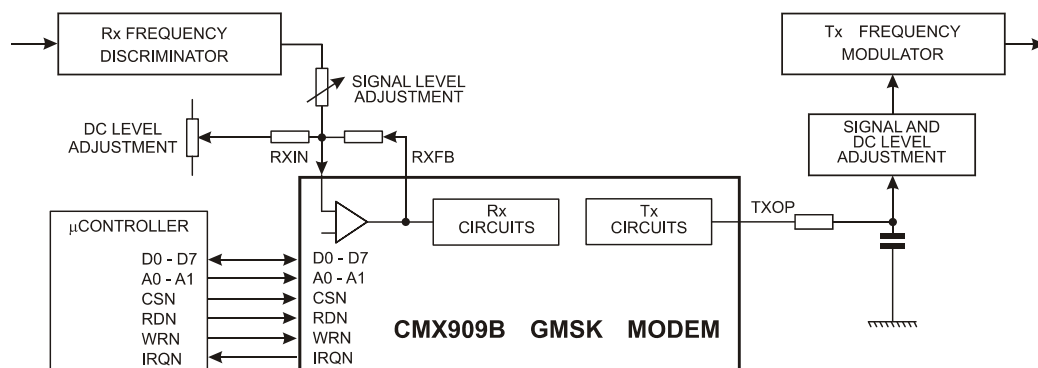 Rx FREQUENCY
DISCRIMINATOR
Tx FREQUENCY
MODULATOR
SIGNAL LEVEL
ADJUSTMENT
DC LEVEL
ADJUSTMENT
RXIN
RXFB
SIGNAL AND
DC LEVEL
ADJUSTMENT
µCONTROLLER
Rx
CIRCUITS
Tx
CIRCUITS
TXOP
D0 - D7
A0 - A1
CSN
RDN
WRN
IRQN
D0 - D7
A0 - A1
CSN
RDN
WRN
IRQN
CMX909B GMSK MODEM